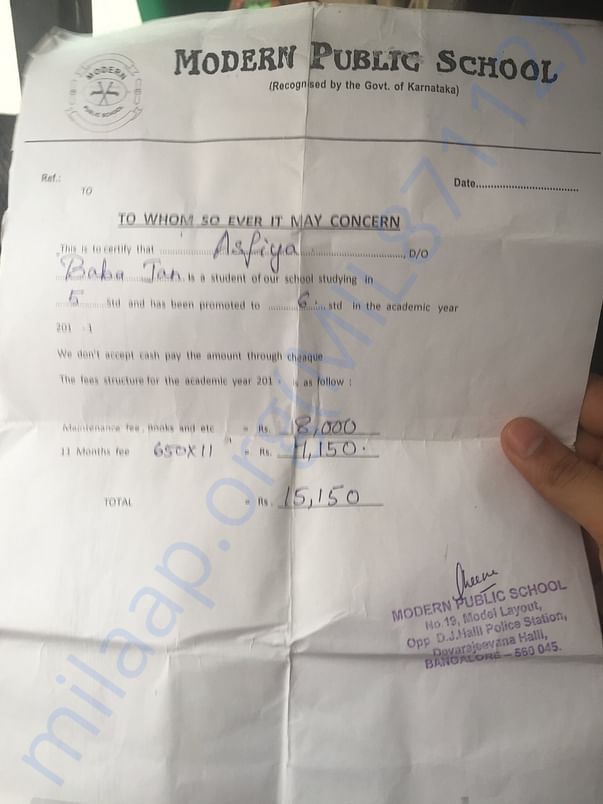 MODERN
PUBLIC SCHOOL
MODERN PUBLIC SCHOOL
(Recognised by the Govt. of Karnataka)
Ref.:
TO
Date..................................
TO WHOM SO EVER IT MAY CONCERN
This is to certify that ............ Asfiya ............................, D/O
Baba Jan is a student of our school studying in
5 ........Std and has been promoted to ............ 6 ....std in the academic year
201
We don't accept cash pay the amount through cheaque
The fees structure for the academic year 201 is as follow :
Maintenance fee, Books and etc = Rs. 8,000
11 Months fee 650X11 = Rs. 7,150.
TOTAL = Rs. 15,150
MODERN PUBLIC SCHOOL
No 19, Model Layout,
Opp D.J.Halli Police Station,
Devarajeevana Halli,
BANGALORE – 560 045.
milaap.org(MIL87112)